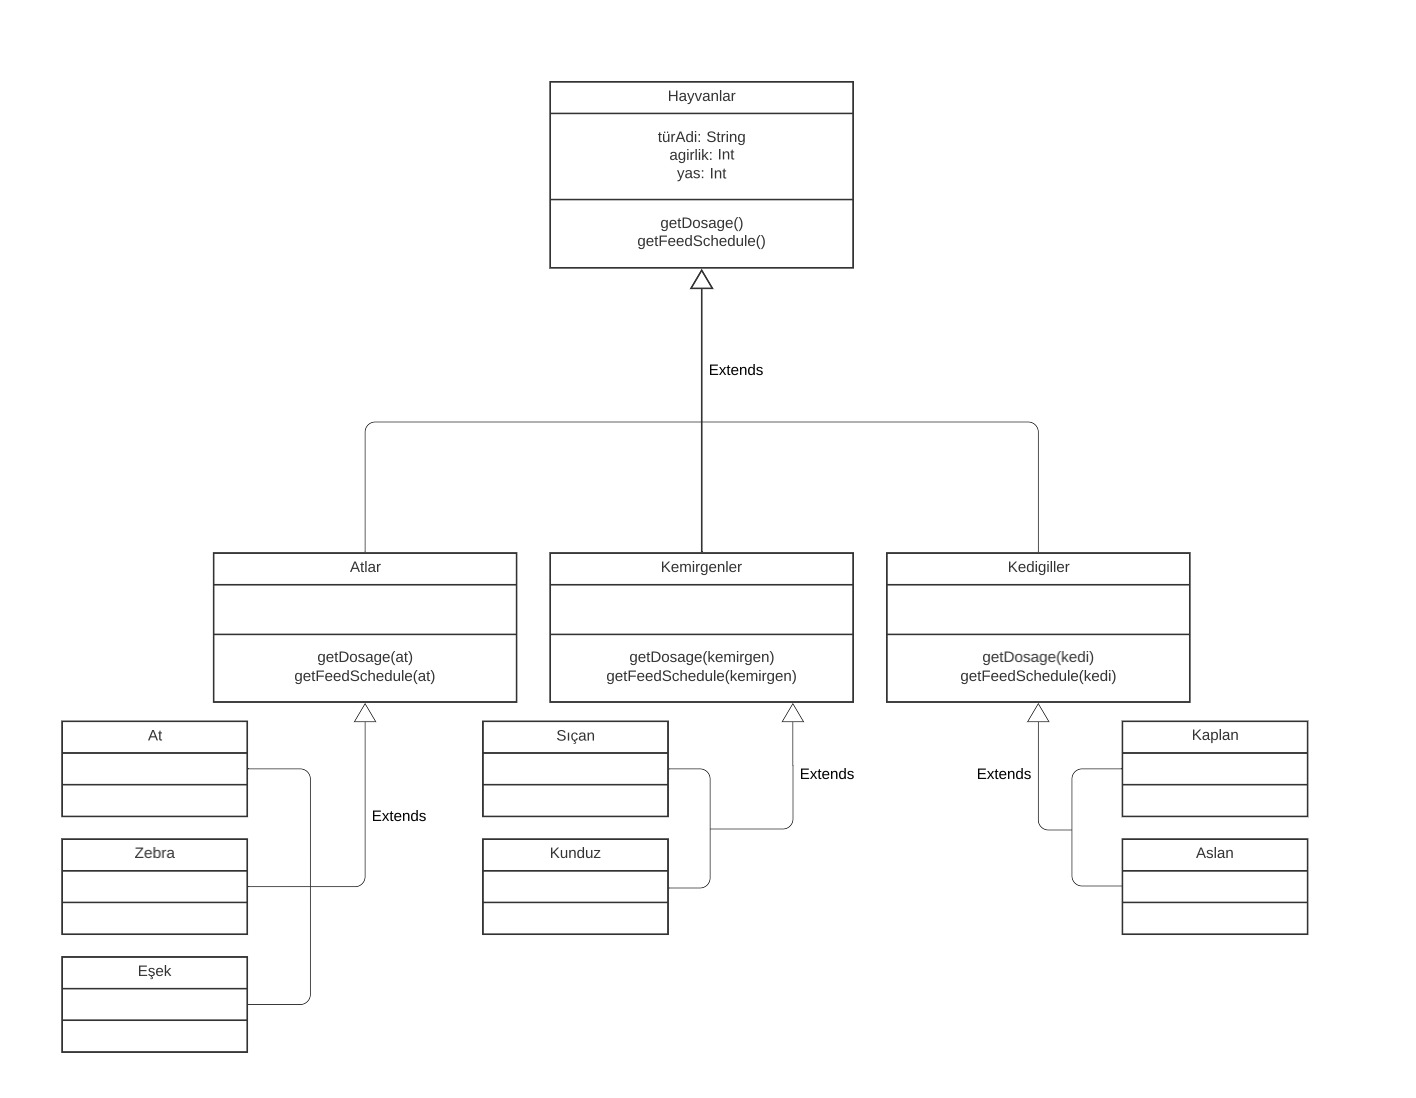 Hayvanlar
türAdi: String
agirlik: Int
yas: Int
getDosage()
getFeedSchedule()
Extends
Atlar
getDosage(at)
getFeedSchedule(at)
Kemirgenler
getDosage(kemirgen)
getFeedSchedule(kemirgen)
Kedigiller
getDosage(kedi)
getFeedSchedule(kedi)
At
Zebra
Eşek
Extends
Sıçan
Kunduz
Extends
Extends
Kaplan
Aslan